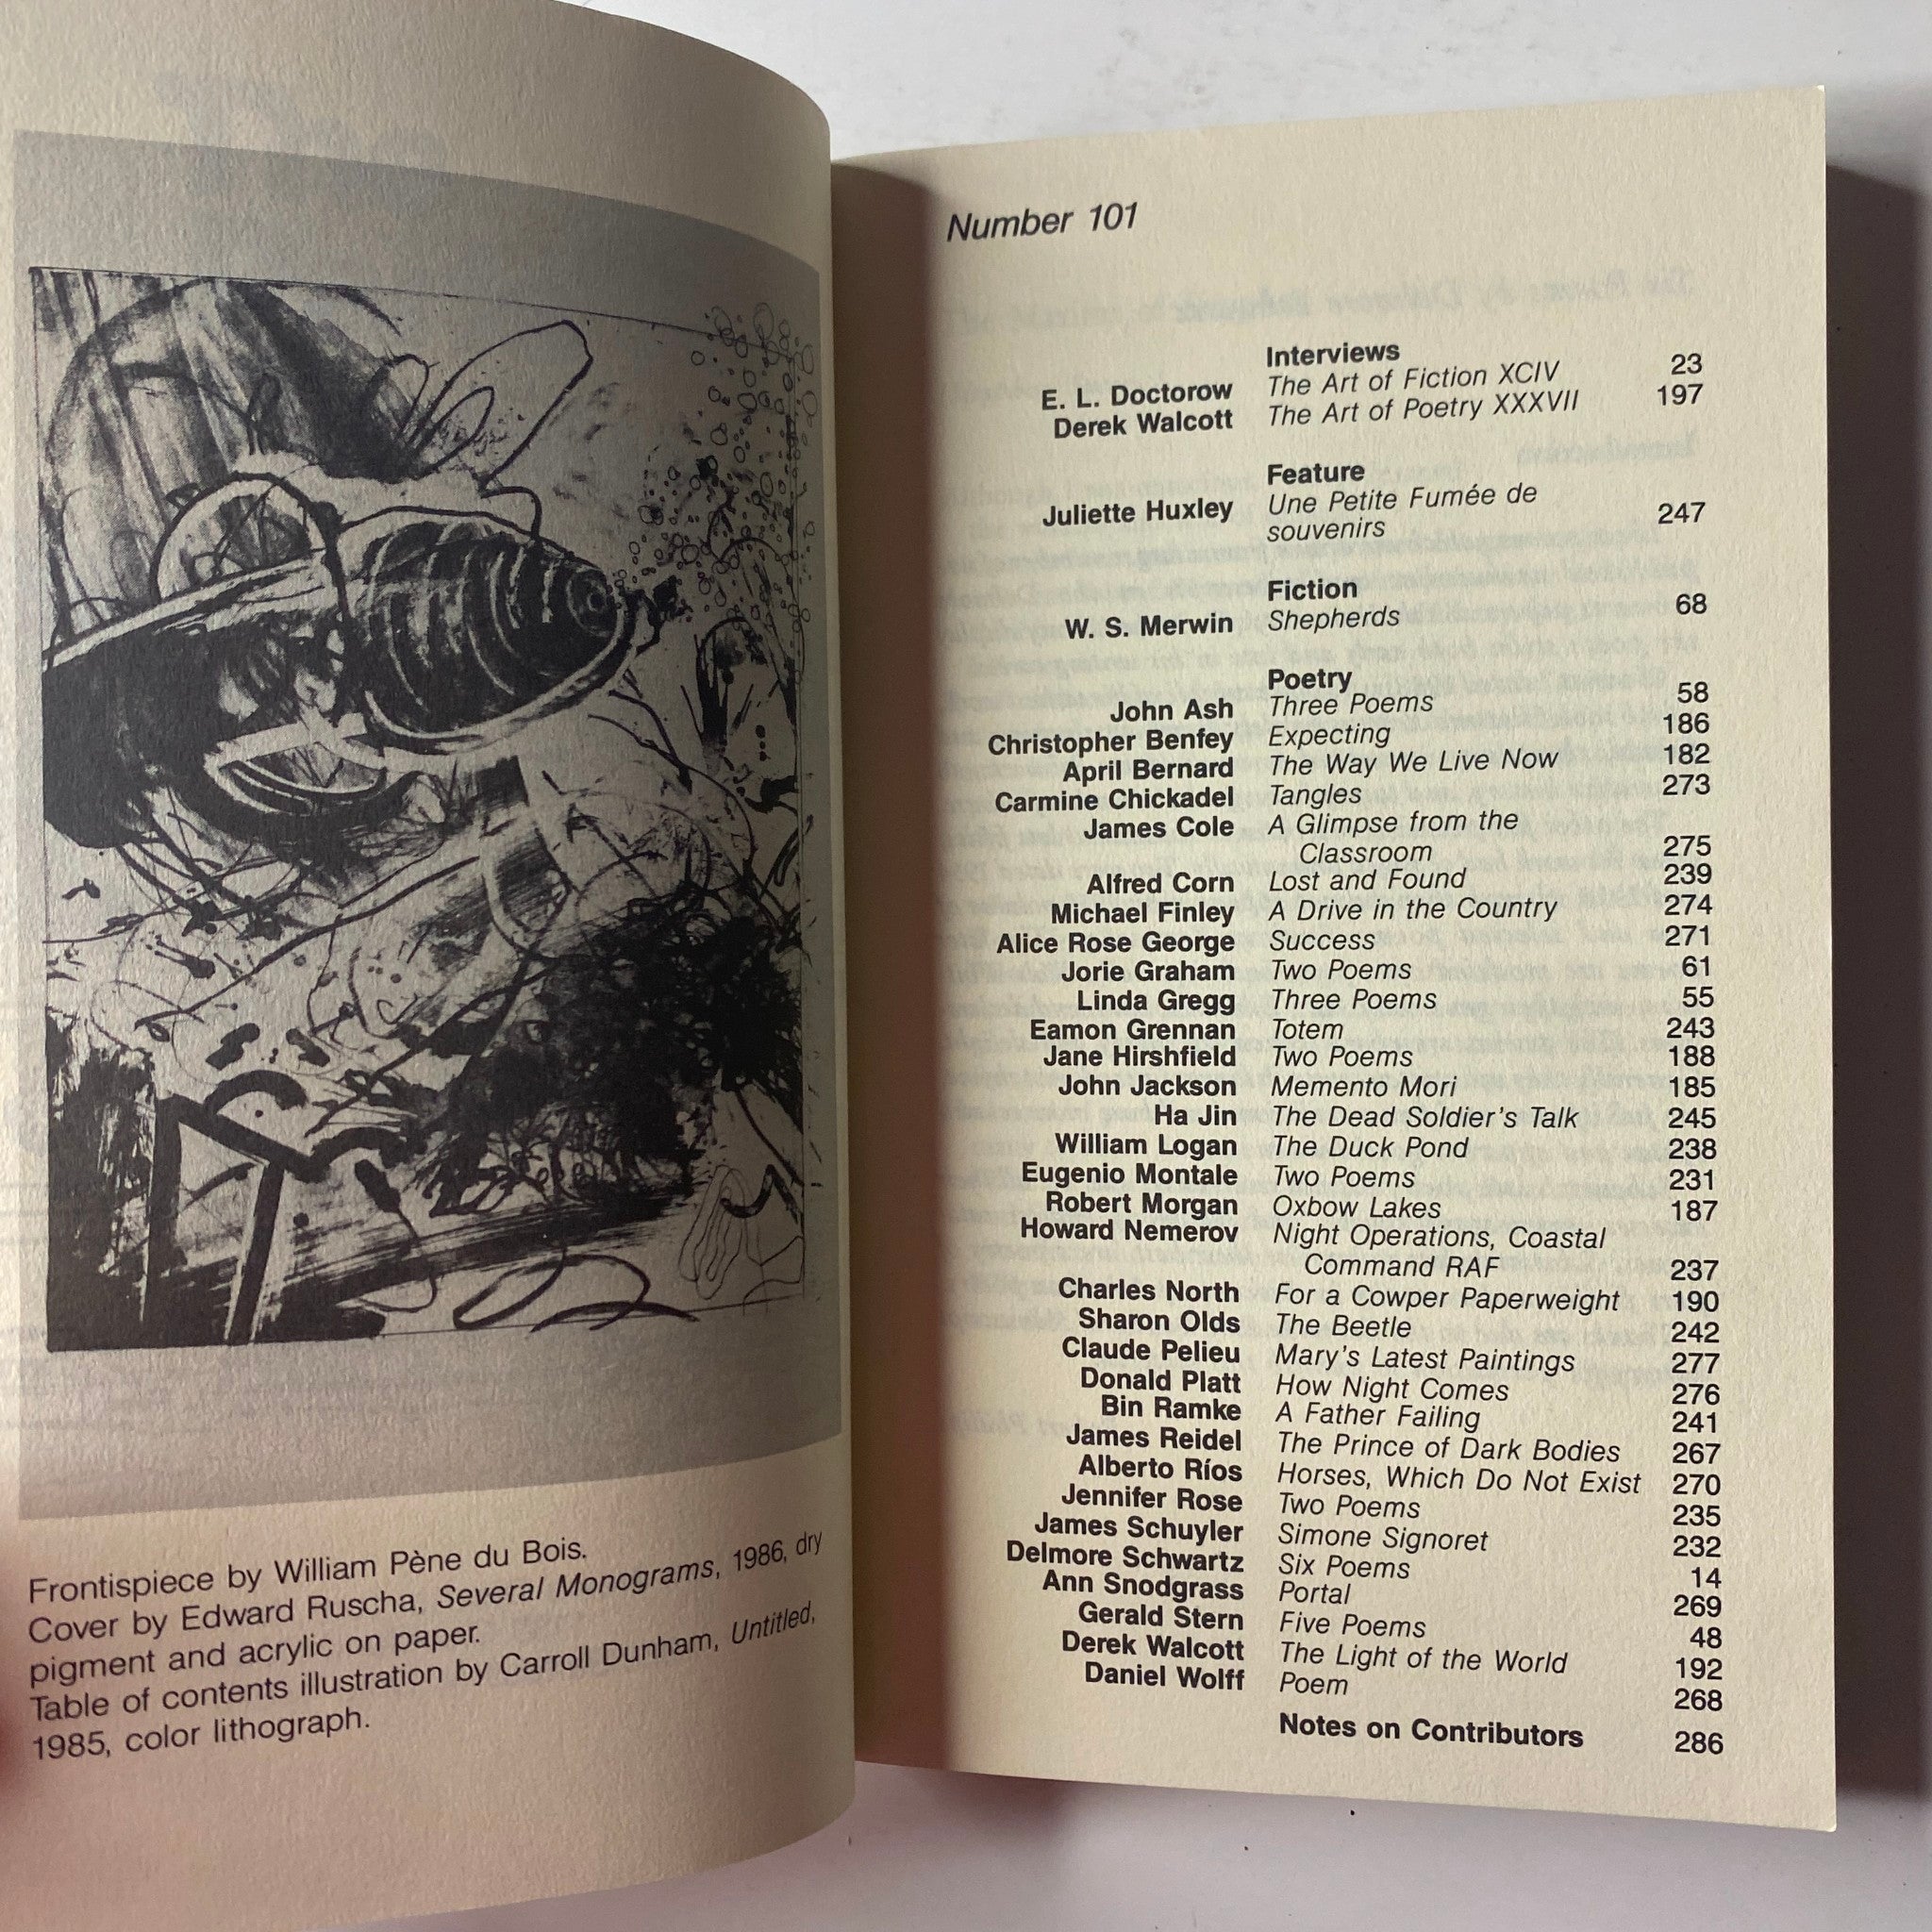 Frontispiece by William Pène du Bois.
Cover by Edward Ruscha, Several Monograms, 1986, dry
pigment and acrylic on paper.
Table of contents illustration by Carroll Dunham, Untitled,
1985, color lithograph.
Number 101
Interviews
E. L. Doctorow The Art of Fiction XCIV 23
Derek Walcott The Art of Poetry XXXVII 197
Feature
Juliette Huxley Une Petite Fumée de
souvenirs 247
Fiction
W. S. Merwin Shepherds 68
Poetry
John Ash Three Poems 58
Christopher Benfey Expecting 186
April Bernard The Way We Live Now 182
Carmine Chickadel Tangles 273
James Cole A Glimpse from the
Classroom 275
Alfred Corn Lost and Found 239
Michael Finley A Drive in the Country 274
Alice Rose George Success 271
Jorie Graham Two Poems 61
Linda Gregg Three Poems 55
Eamon Grennan Totem 243
Jane Hirshfield Two Poems 188
John Jackson Memento Mori 185
Ha Jin The Dead Soldier's Talk 245
William Logan The Duck Pond 238
Eugenio Montale Two Poems 231
Robert Morgan Oxbow Lakes 187
Howard Nemerov Night Operations, Coastal
Command RAF 237
Charles North For a Cowper Paperweight 190
Sharon Olds The Beetle 242
Claude Pelieu Mary's Latest Paintings 277
Donald Platt How Night Comes 276
Bin Ramke A Father Failing 241
James Reidel The Prince of Dark Bodies 267
Alberto Ríos Horses, Which Do Not Exist 270
Jennifer Rose Two Poems 235
James Schuyler Simone Signoret 232
Delmore Schwartz Six Poems 14
Ann Snodgrass Portal 269
Gerald Stern Five Poems 48
Derek Walcott The Light of the World 192
Daniel Wolff Poem 268
Notes on Contributors 286